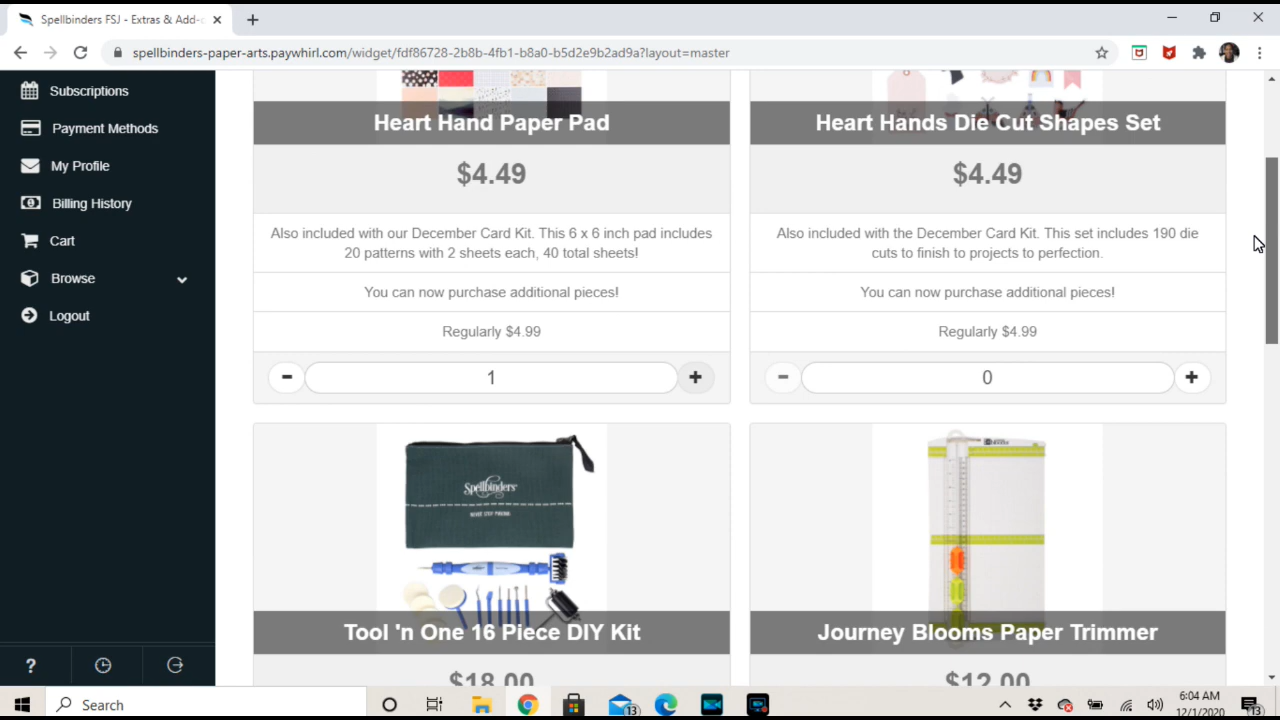 Spellbinders FSJ - Extras & Add-
spellbinders-paper-arts.paywhirl.com/widget/fdf86728-2b8b-4fb1-b8a0-b5d2e9b2ad9a?layout=master
Subscriptions
Payment Methods
My Profile
Billing History
Cart
Browse
Logout
Heart Hand Paper Pad
$4.49
Also included with our December Card Kit. This 6 x 6 inch pad includes
20 patterns with 2 sheets each, 40 total sheets!
You can now purchase additional pieces!
Regularly $4.99
1
Heart Hands Die Cut Shapes Set
$4.49
Also included with the December Card Kit. This set includes 190 die
cuts to finish to projects to perfection.
You can now purchase additional pieces!
Regularly $4.99
0
Spellbinders
Tool 'n One 16 Piece DIY Kit
$18.00
Journey Blooms Paper Trimmer
$12.00
?
Search
13
6:04 AM
12/1/2020
13